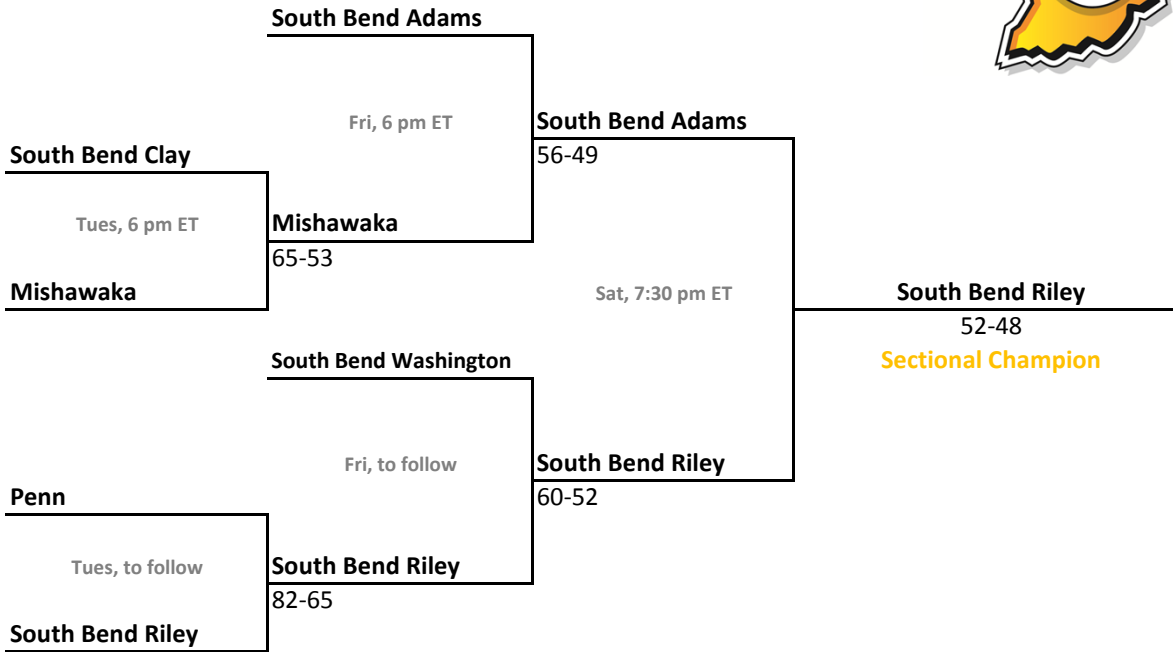 South Bend Adams
Fri, 6 pm ET
South Bend Adams
South Bend Clay
56-49
Tues, 6 pm ET
Mishawaka
65-53
Mishawaka
Sat, 7:30 pm ET
South Bend Riley
52-48
South Bend Washington
Sectional Champion
Fri, to follow
South Bend Riley
Penn
60-52
Tues, to follow
South Bend Riley
82-65
South Bend Riley